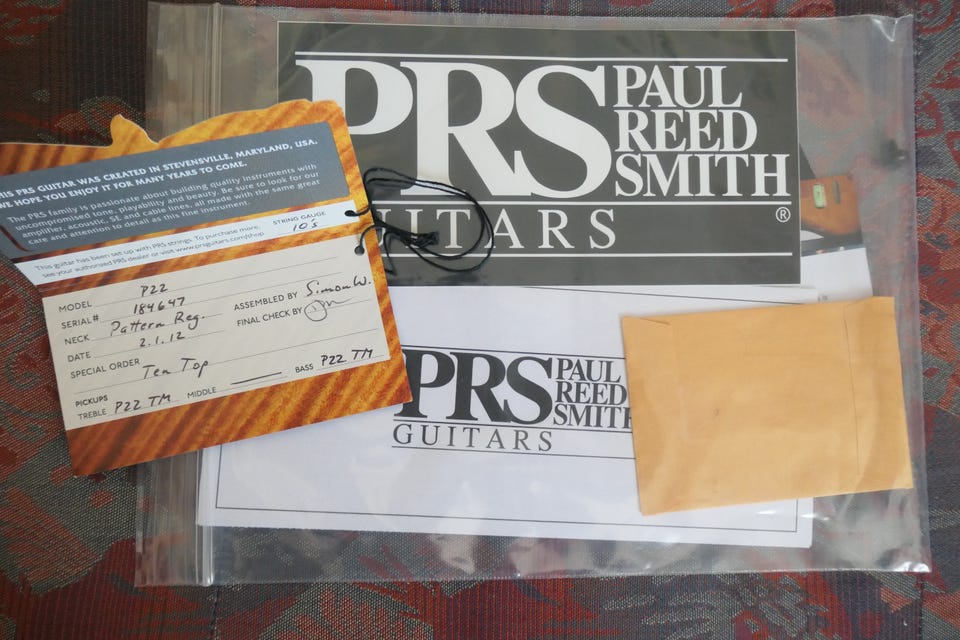 THIS PRS GUITAR WAS CREATED IN STEVENSVILLE, MARYLAND, USA.
WE HOPE YOU ENJOY IT FOR MANY YEARS TO COME.
The PRS family is passionate about building quality instruments with
uncompromised tone, playability and beauty. Be sure to look for our
amplifier, acoustic, SE and cable lines, all made with the same great
care and attention to detail as this fine instrument.
This guitar has been set up with PRS strings. To purchase more,
see your authorized PRS dealer or visit www.prsguitars.com/shop
STRING GAUGE
10's
MODEL P22
SERIAL# 184647
NECK Pattern Reg.
DATE 2.1.12
ASSEMBLED BY Simon W.
FINAL CHECK BY
SPECIAL ORDER Ten Top
PICKUPS
TREBLE P22 TM MIDDLE BASS P22 TM
PRS PAUL
REED
SMITH
GUITARS ®
PRS PAUL
REED
SMITH
GUITARS